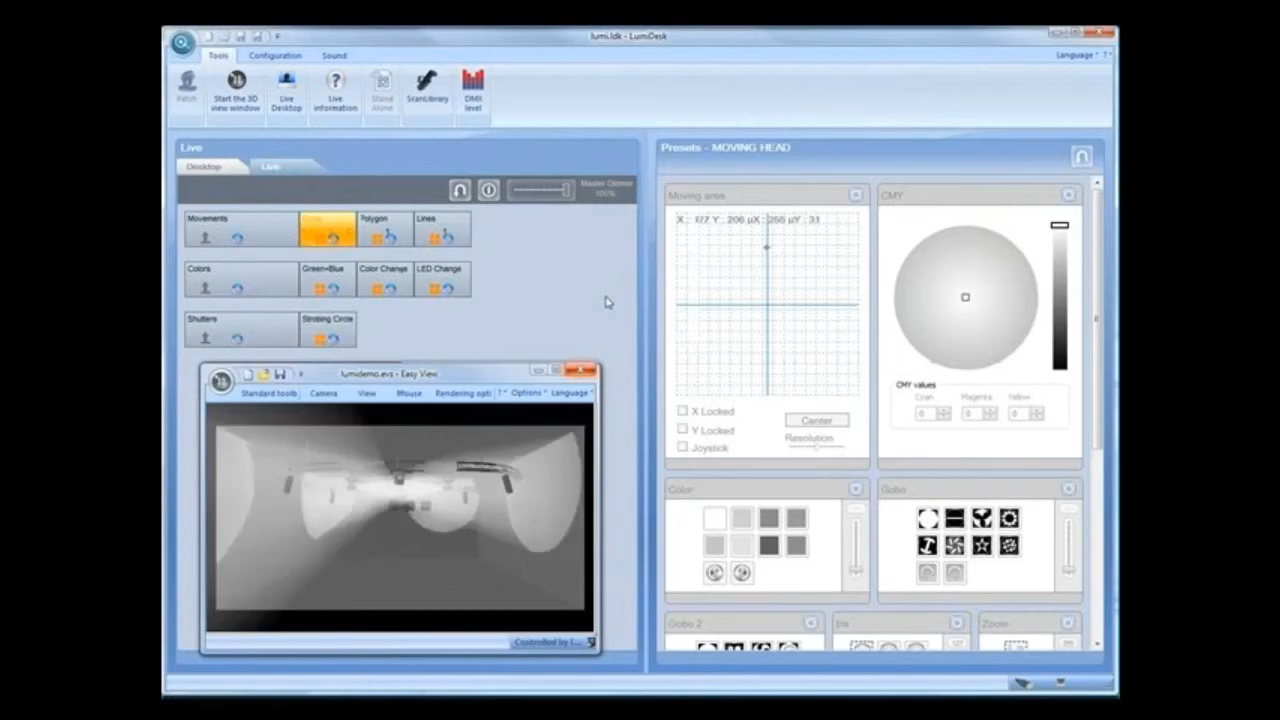 lumi.ldk - LumiDesk
Tools Configuration Sound Language ?
Patch
Start the 3D view window
Live Desktop
Live information
Stand Alone
ScanLibrary
DMX level
Live
Desktop Live
Master Dimmer
100%
Movements Polygon Lines
Colors Green+Blue Color Change LED Change
Shutters Strobing Circle
lumidemo.evs - Easy View
Standard tools Camera View Mouse Rendering opti ? Options Language
Controlled by l...
Presets - MOVING HEAD
Moving area
X Locked
Y Locked
Joystick
Center
Resolution
CMY
CMY values
Cyan Magenta Yellow
0 0 0
Color
Gobo
Gobo 2
Iris
Zoom